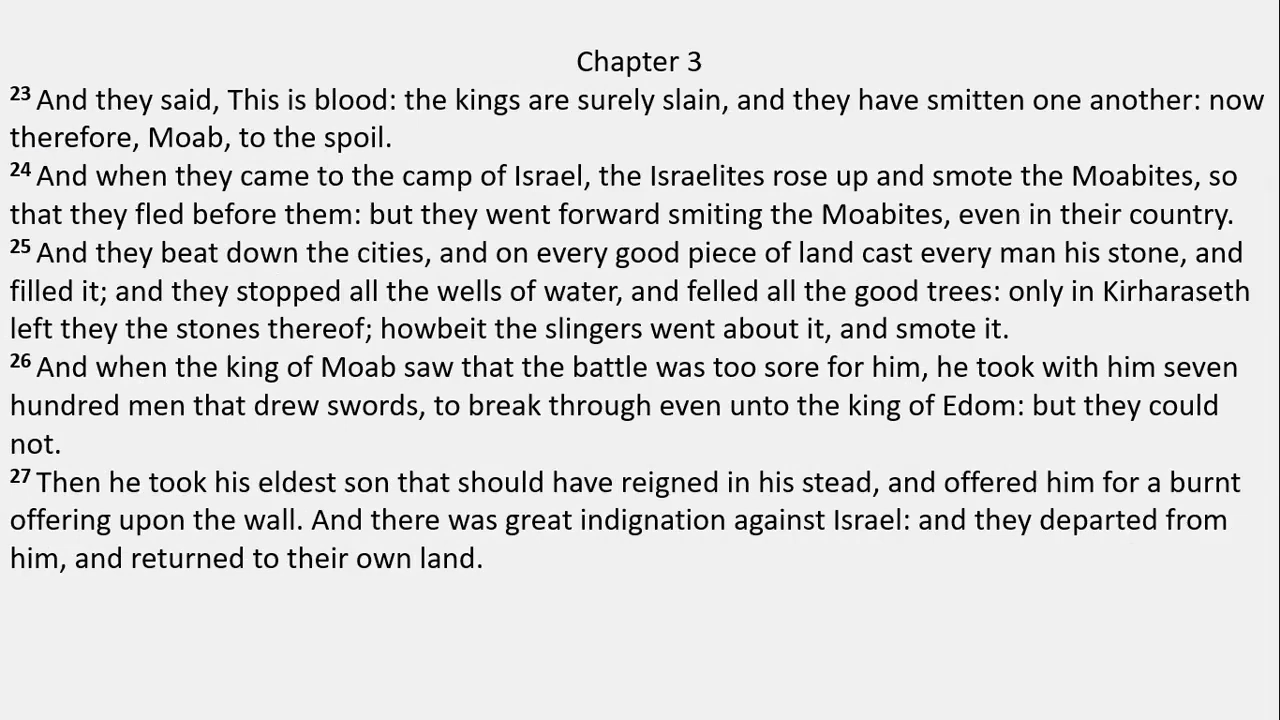 Chapter 3
23 And they said, This is blood: the kings are surely slain, and they have smitten one another: now
therefore, Moab, to the spoil.
24 And when they came to the camp of Israel, the Israelites rose up and smote the Moabites, so
that they fled before them: but they went forward smiting the Moabites, even in their country.
25 And they beat down the cities, and on every good piece of land cast every man his stone, and
filled it; and they stopped all the wells of water, and felled all the good trees: only in Kirharaseth
left they the stones thereof; howbeit the slingers went about it, and smote it.
26 And when the king of Moab saw that the battle was too sore for him, he took with him seven
hundred men that drew swords, to break through even unto the king of Edom: but they could
not.
27 Then he took his eldest son that should have reigned in his stead, and offered him for a burnt
offering upon the wall. And there was great indignation against Israel: and they departed from
him, and returned to their own land.